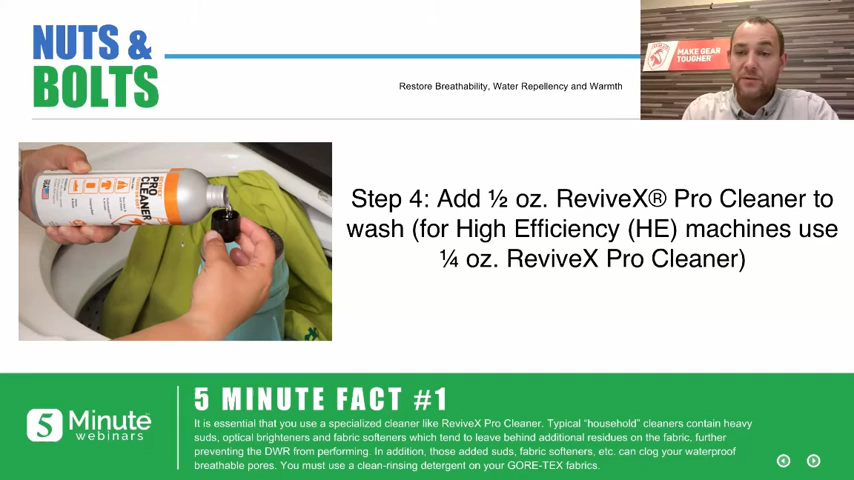 NUTS &
BOLTS
MAKE GEAR
TOUGHER
Restore Breathability, Water Repellency and Warmth
PRO
CLEANER
Step 4: Add ½ oz. ReviveX® Pro Cleaner to
wash (for High Efficiency (HE) machines use
¼ oz. ReviveX Pro Cleaner)
5 Minute
webinars
5 MINUTE FACT #1
It is essential that you use a specialized cleaner like ReviveX Pro Cleaner. Typical “household” cleaners contain heavy
suds, optical brighteners and fabric softeners which tend to leave behind additional residues on the fabric, further
preventing the DWR from performing. In addition, those added suds, fabric softeners, etc. can clog your waterproof
breathable pores. You must use a clean-rinsing detergent on your GORE-TEX fabrics.